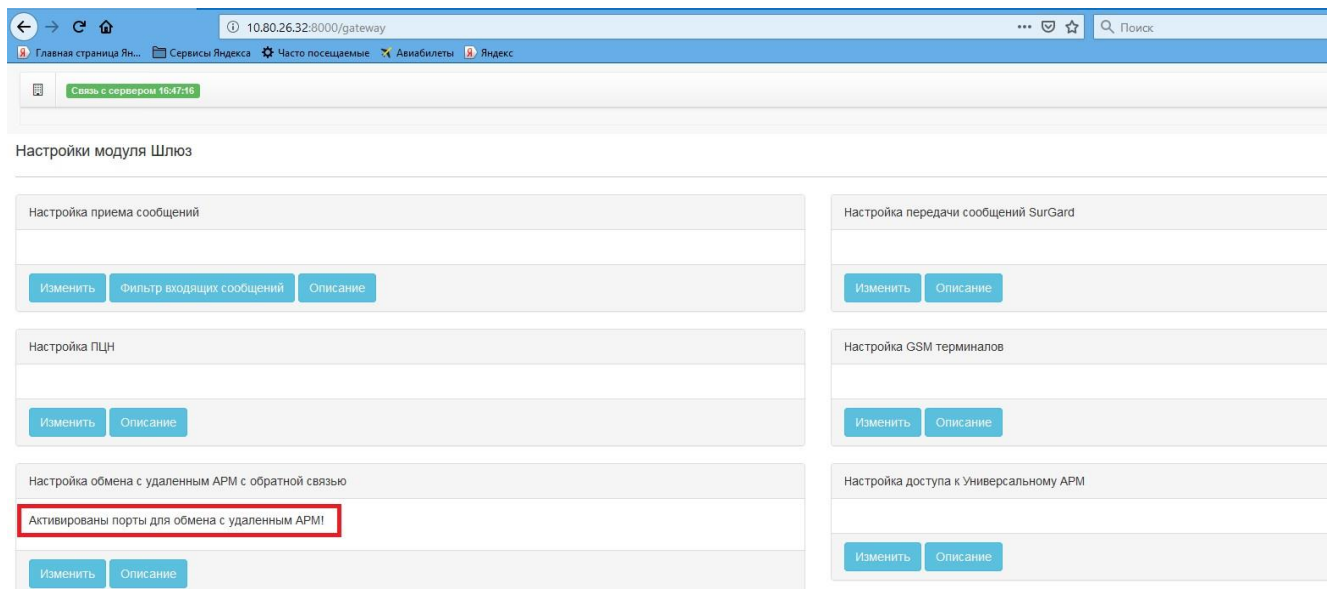 10.80.26.32:8000/gateway
Поиск
Главная страница Ян... Сервисы Яндекса Часто посещаемые Авиабилеты Яндекс
Связь с сервером 16:47:16
Настройки модуля Шлюз
Настройка приема сообщений
Изменить Фильтр входящих сообщений Описание
Настройка передачи сообщений SurGard
Изменить Описание
Настройка ПЦН
Изменить Описание
Настройка GSM терминалов
Изменить Описание
Настройка обмена с удаленным АРМ с обратной связью
Активированы порты для обмена с удаленным АРМ!
Изменить Описание
Настройка доступа к Универсальному АРМ
Изменить Описание